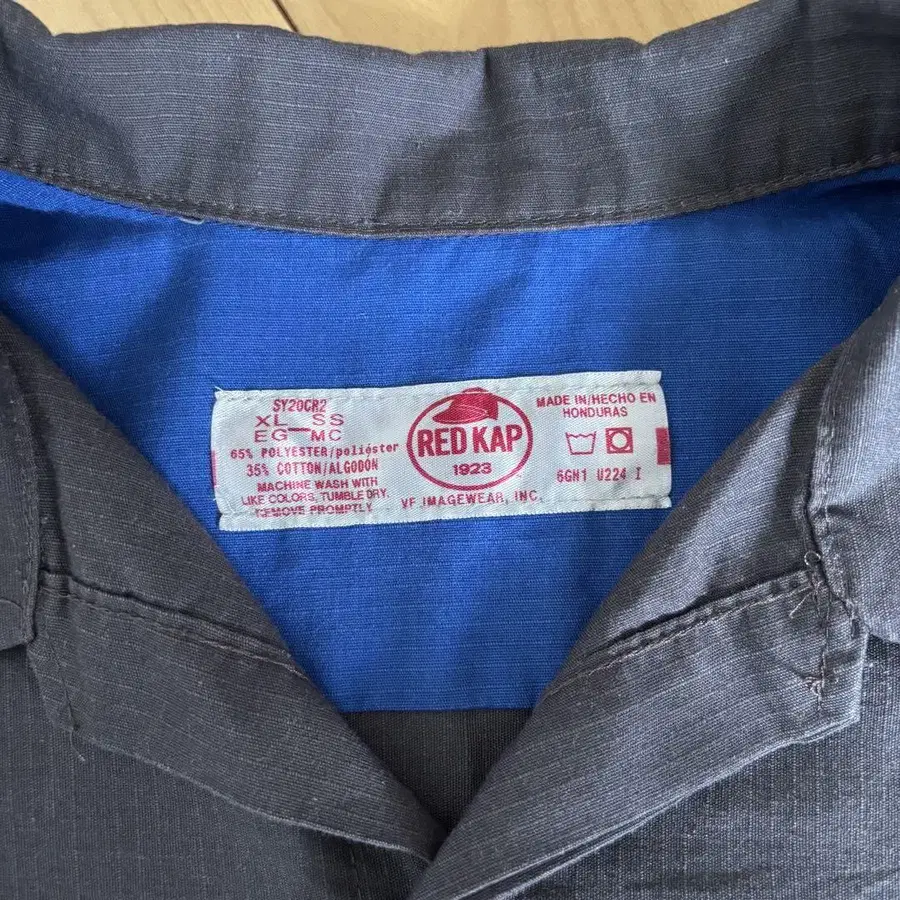 SY20CR2
XL-SS
EG-MC
65% POLYESTER/poliéster
35% COTTON/ALGODON
MACHINE WASH WITH
LIKE COLORS, TUMBLE DRY.
REMOVE PROMPTLY
RED KAP
1923
VF IMAGEWEAR, INC.
MADE IN/HECHO EN
HONDURAS
6GN1 U224 I